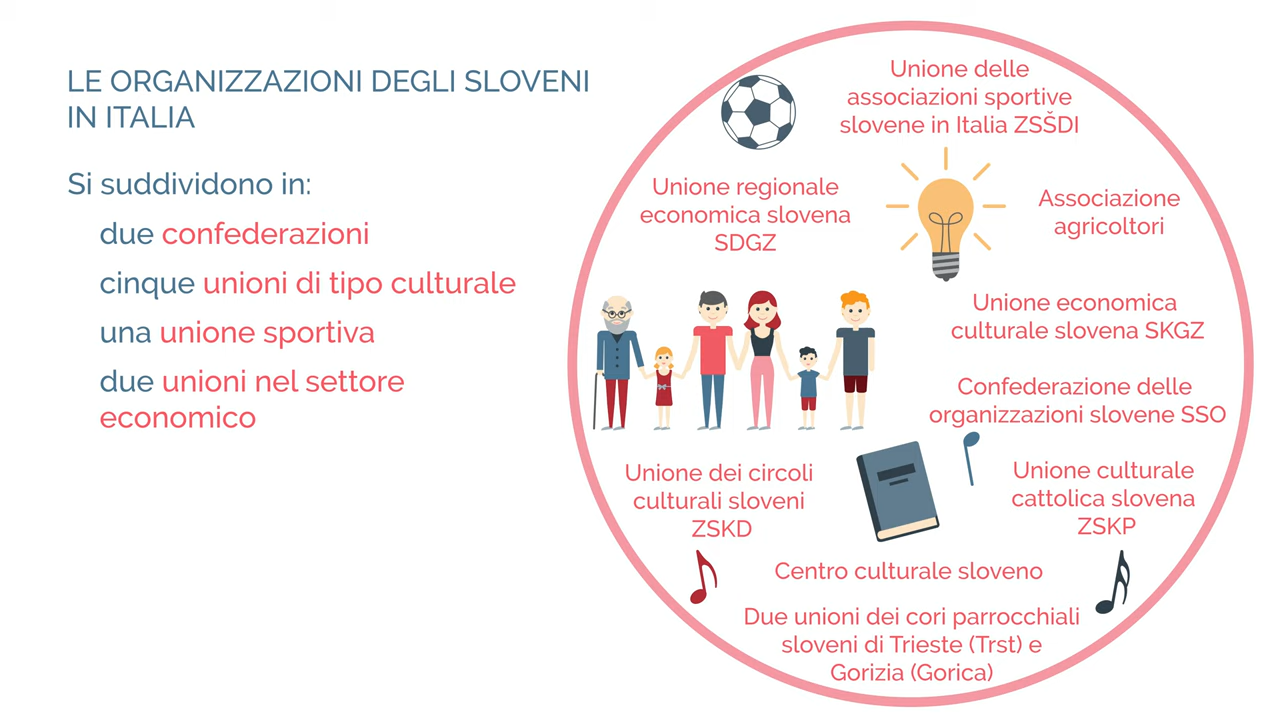 LE ORGANIZZAZIONI DEGLI SLOVENI
IN ITALIA
Si suddividono in:
due confederazioni
cinque unioni di tipo culturale
una unione sportiva
due unioni nel settore
economico
Unione delle
associazioni sportive
slovene in Italia ZSŠDI
Unione regionale
economica slovena
SDGZ
Associazione
agricoltori
Unione economica
culturale slovena SKGZ
Confederazione delle
organizzazioni slovene SSO
Unione dei circoli
culturali sloveni
ZSKD
Unione culturale
cattolica slovena
ZSKP
Centro culturale sloveno
Due unioni dei cori parrocchiali
sloveni di Trieste (Trst) e
Gorizia (Gorica)